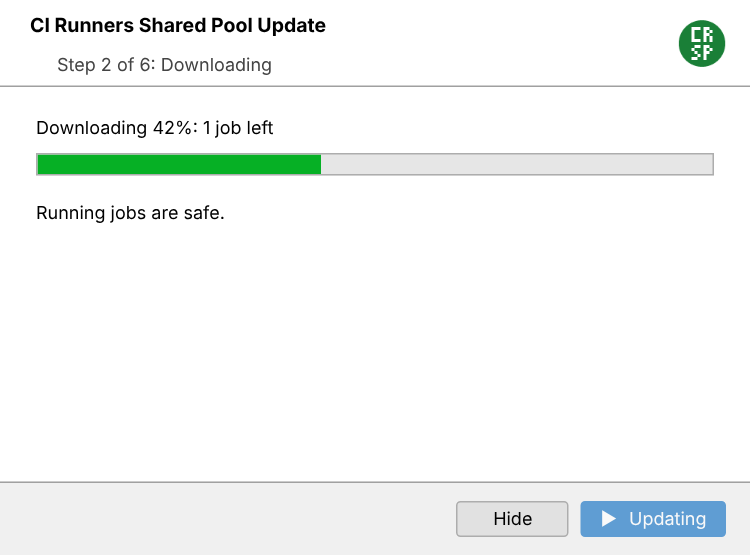 CI Runners Shared Pool Update
Step 2 of 6: Downloading
CR
SP
Downloading 42%: 1 job left
Running jobs are safe.
Hide
Updating